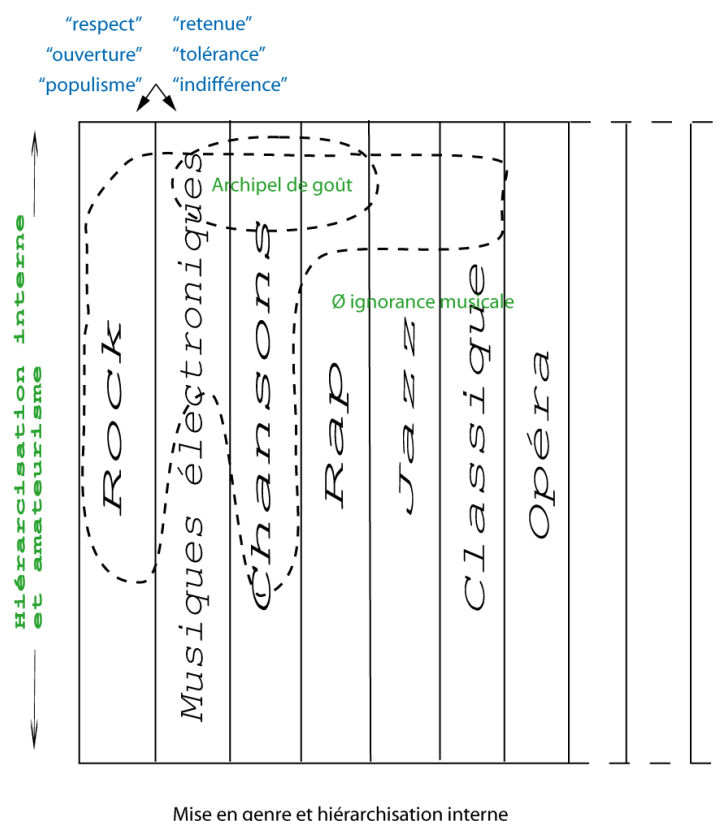 “respect” “retenue”
“ouverture” “tolérance”
“populisme” “indifférence”
Hiérarcisation interne
et amateurisme
Archipel de goût
Ø ignorance musicale
Rock
Musiques électroniques
Chansons
Rap
Jazz
Classique
Opéra
Mise en genre et hiérarchisation interne